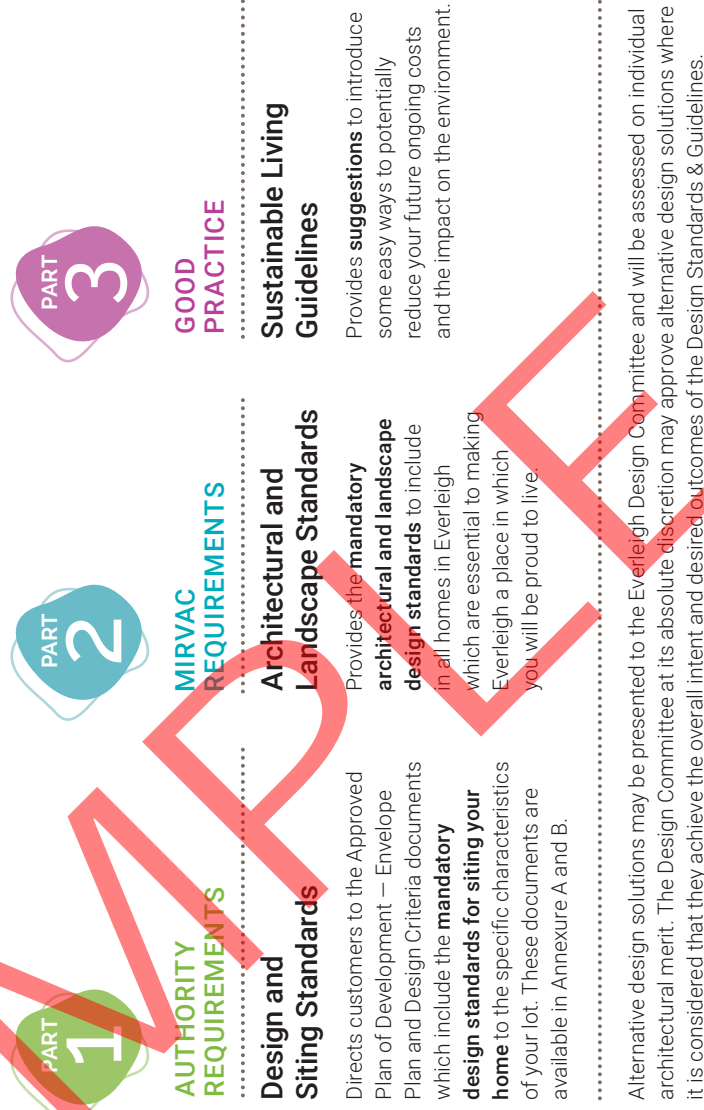 PART
1
AUTHORITY
REQUIREMENTS
Design and
Siting Standards
Directs customers to the Approved
Plan of Development – Envelope
Plan and Design Criteria documents
which include the mandatory
design standards for siting your
home to the specific characteristics
of your lot. These documents are
available in Annexure A and B.
PART
2
MIRVAC
REQUIREMENTS
Architectural and
Landscape Standards
Provides the mandatory
architectural and landscape
design standards to include
in all homes in Everleigh
which are essential to making
Everleigh a place in which
you will be proud to live.
PART
3
GOOD
PRACTICE
Sustainable Living
Guidelines
Provides suggestions to introduce
some easy ways to potentially
reduce your future ongoing costs
and the impact on the environment.
Alternative design solutions may be presented to the Everleigh Design Committee and will be assessed on individual
architectural merit. The Design Committee at its absolute discretion may approve alternative design solutions where
it is considered that they achieve the overall intent and desired outcomes of the Design Standards & Guidelines.
MPLE